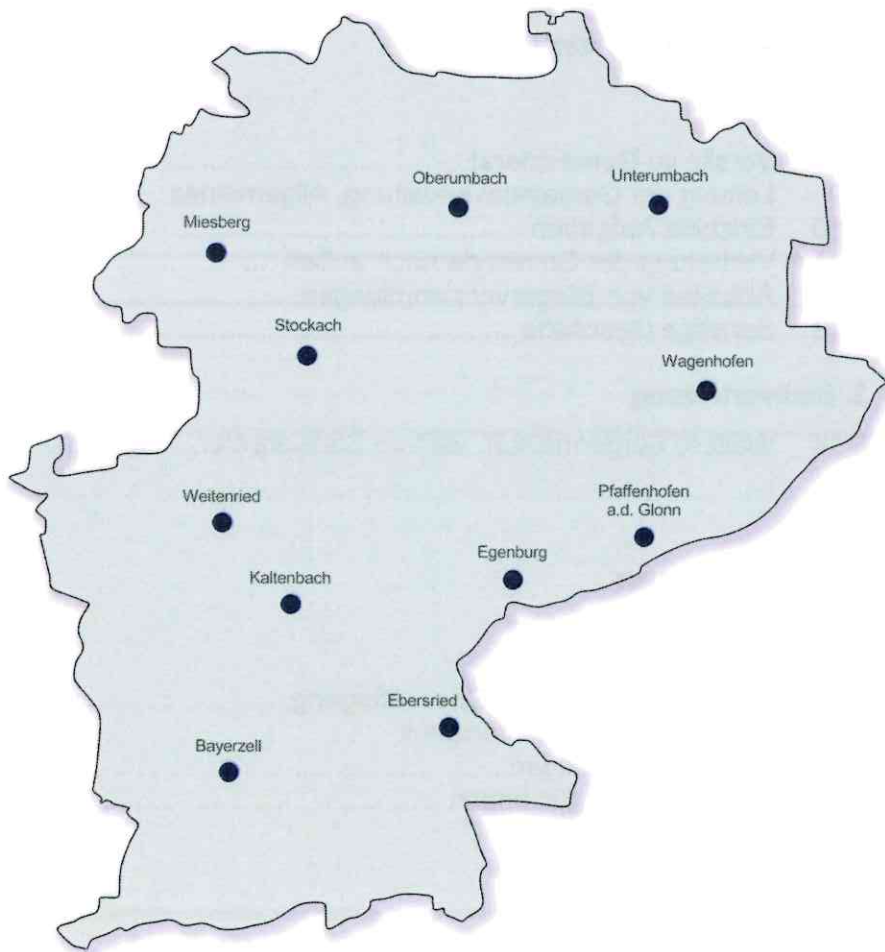 Oberumbach
Unterumbach
Miesberg
Stockach
Wagenhofen
Weitenried
Pfaffenhofen
a.d. Glonn
Egenburg
Kaltenbach
Ebersried
Bayerzell